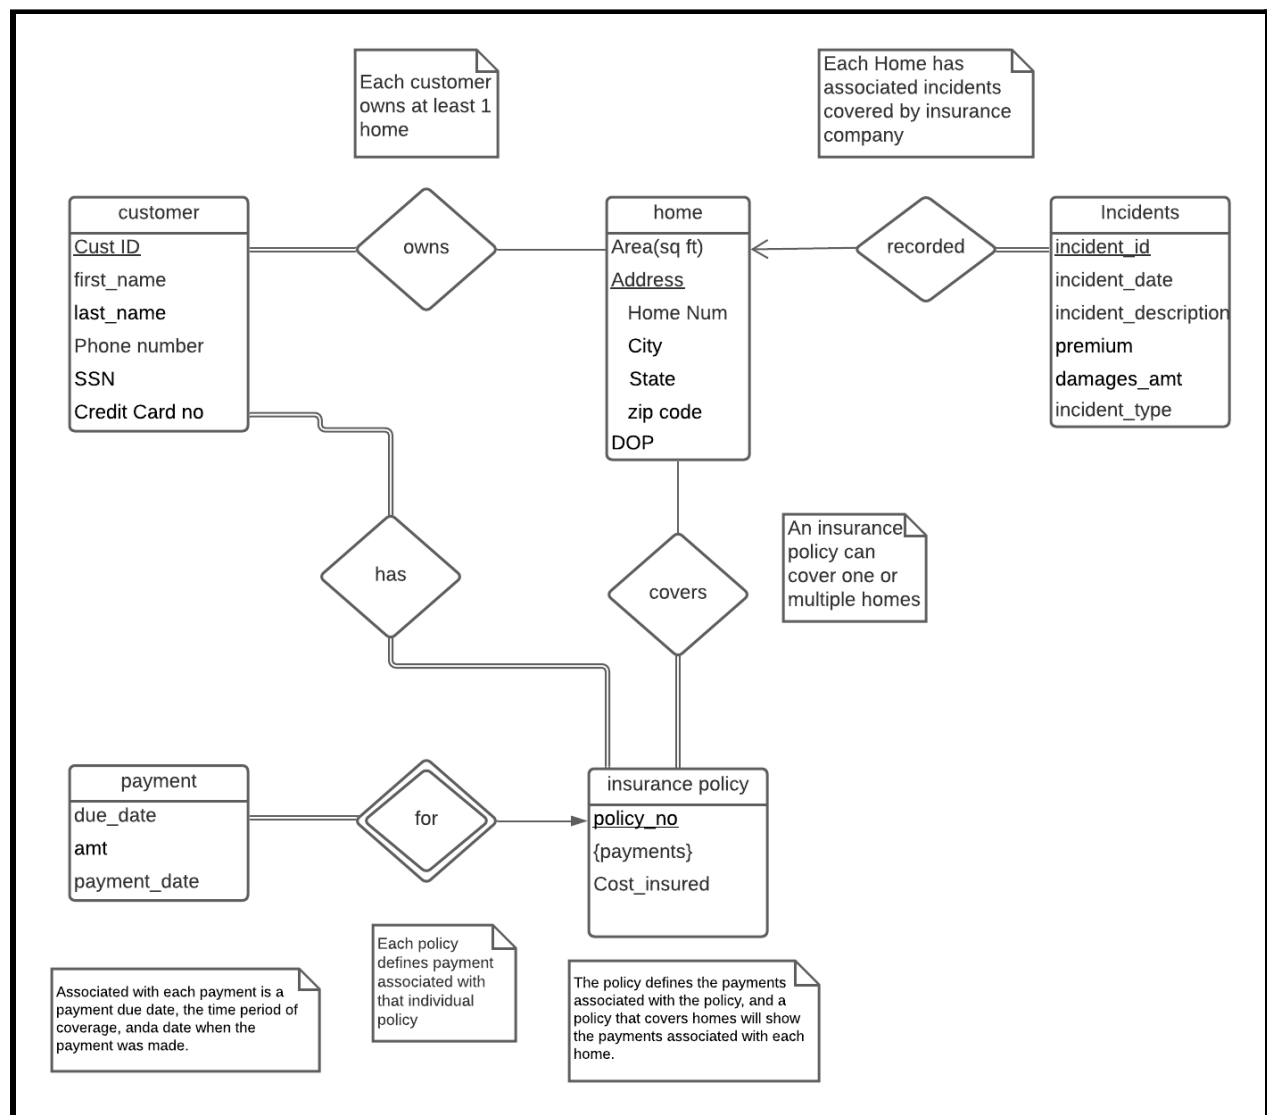 Each customer
owns at least 1
home
Each Home has
associated incidents
covered by insurance
company
customer
Cust ID
first_name
last_name
Phone number
SSN
Credit Card no
owns
home
Area(sq ft)
Address
Home Num
City
State
zip code
DOP
recorded
Incidents
incident_id
incident_date
incident_description
premium
damages_amt
incident_type
has
covers
An insurance
policy can
cover one or
multiple homes
payment
due_date
amt
payment_date
for
insurance policy
policy_no
{payments}
Cost_insured
Associated with each payment is a
payment due date, the time period of
coverage, anda date when the
payment was made.
Each policy
defines payment
associated with
that individual
policy
The policy defines the payments
associated with the policy, and a
policy that covers homes will show
the payments associated with each
home.